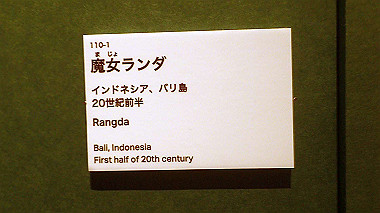 110-1
まじょ
魔女ランダ
インドネシア、バリ島
20世紀前半
Rangda
Bali, Indonesia
First half of 20th century